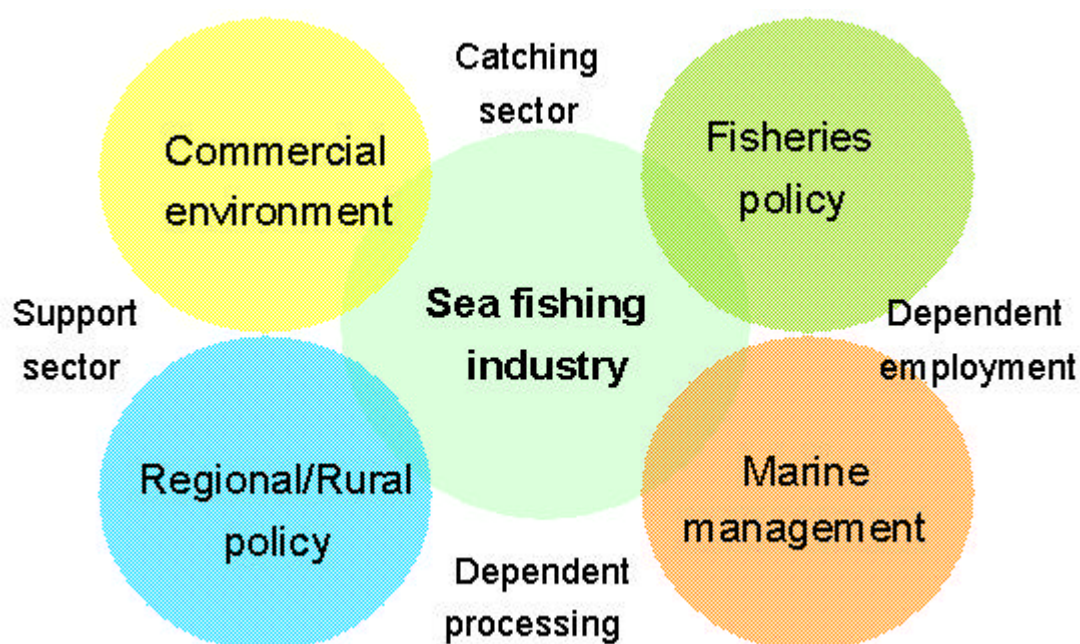 Catching
sector
Commercial
environment
Fisheries
policy
Sea fishing
industry
Support
sector
Dependent
employment
Regional/Rural
policy
Marine
management
Dependent
processing